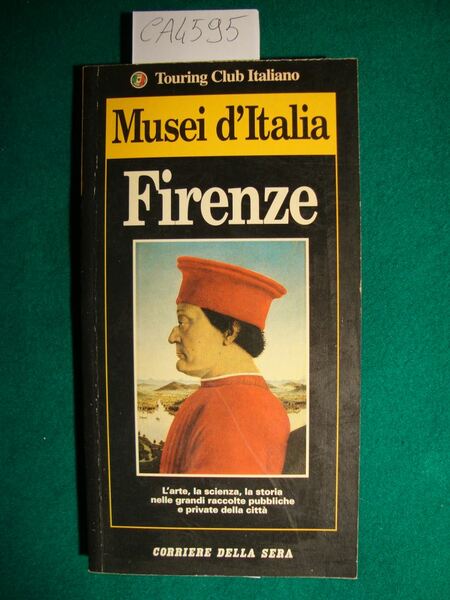 CA4595
Touring Club Italiano
Musei d'Italia
Firenze
L'arte, la scienza, la storia
nelle grandi raccolte pubbliche
e private della città
CORRIERE DELLA SERA